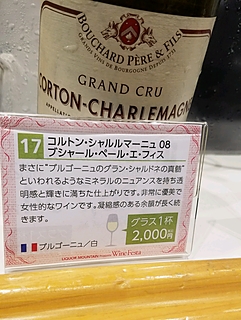 BOUCHARD PÈRE & FILS
GRAND CRU
CORTON-CHARLEMAGNE
17 コルトン・シャルルマーニュ 08
ブシャール・ペール・エ・フィス
まさに"ブルゴーニュのグラン・シャルドネの真髄"
といわれるようなミネラルのニュアンスを持ち透
明感と輝きに満ちた仕上がりです。非常に優美で
女性的なワインです。凝縮感のある余韻が長く続
きます。
グラス1杯
2,000円
ブルゴーニュ/白
LIQUOR MOUNTAIN Presents WineFesta